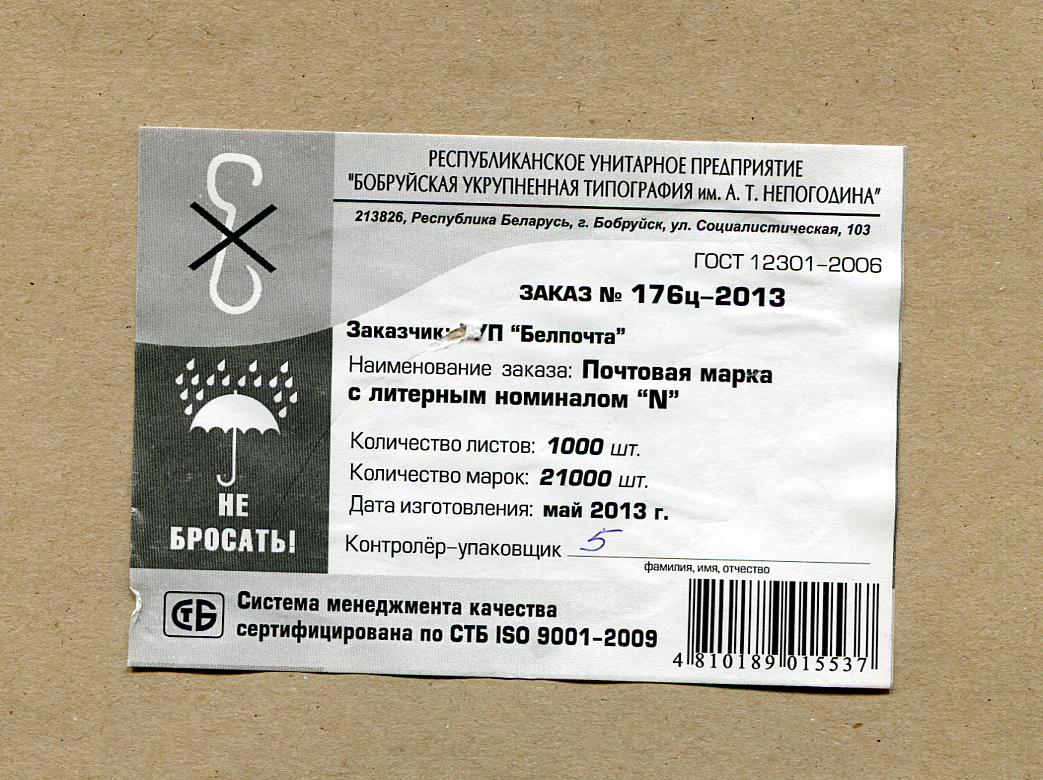 РЕСПУБЛИКАНСКОЕ УНИТАРНОЕ ПРЕДПРИЯТИЕ
"БОБРУЙСКАЯ УКРУПНЕННАЯ ТИПОГРАФИЯ им. А. Т. НЕПОГОДИНА"
213826, Республика Беларусь, г. Бобруйск, ул. Социалистическая, 103
ГОСТ 12301-2006
ЗАКАЗ № 176ц-2013
Заказчик: УП "Белпочта"
Наименование заказа: Почтовая марка
с литерным номиналом "N"
Количество листов: 1000 шт.
Количество марок: 21000 шт.
Дата изготовления: май 2013 г.
Контролёр-упаковщик 5
фамилия, имя, отчество
НЕ
БРОСАТЬ!
СТБ
Система менеджмента качества
сертифицирована по СТБ ISO 9001-2009
4 810189 015537